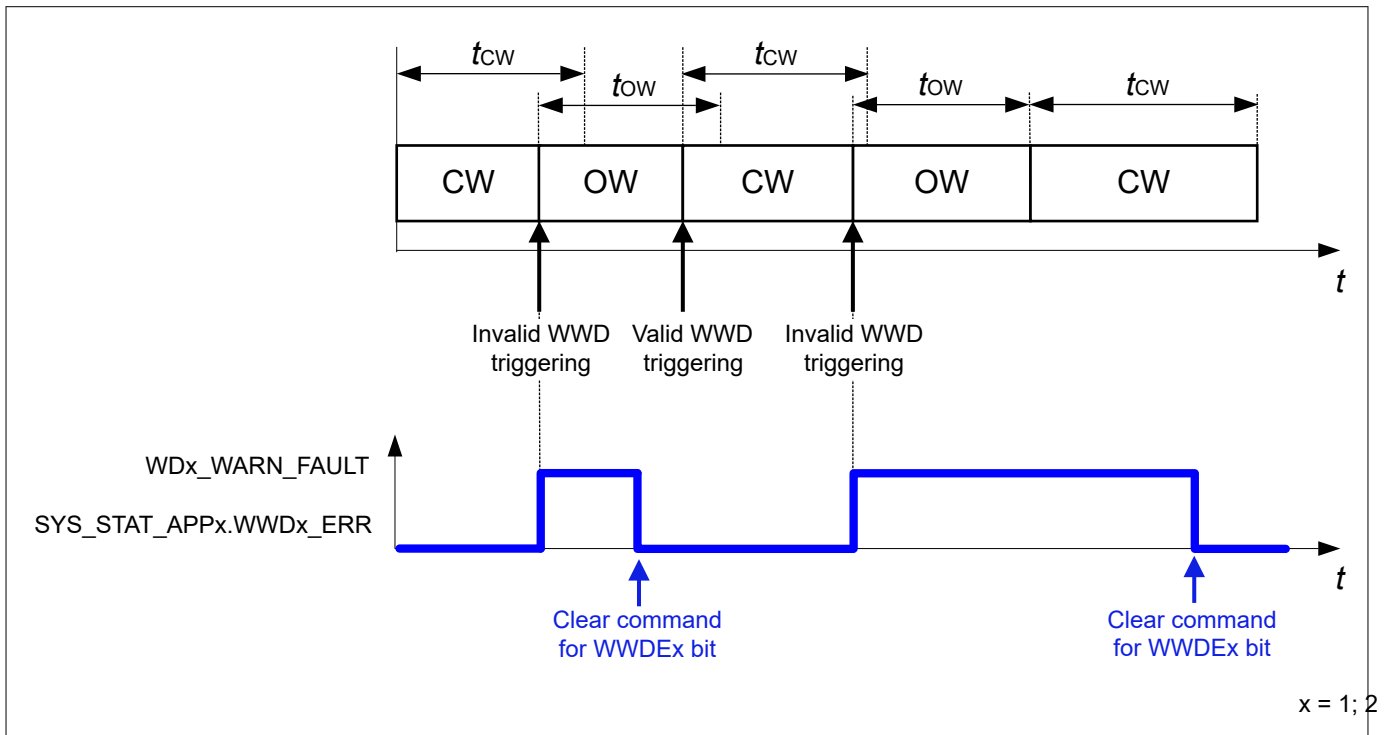 tCW
tCW
tOW
tOW
tCW
CW
OW
CW
OW
CW
t
Invalid WWD
triggering
Valid WWD
triggering
Invalid WWD
triggering
WDx_WARN_FAULT
SYS_STAT_APPx.WWDx_ERR
t
Clear command
for WWDEx bit
Clear command
for WWDEx bit
x = 1; 2